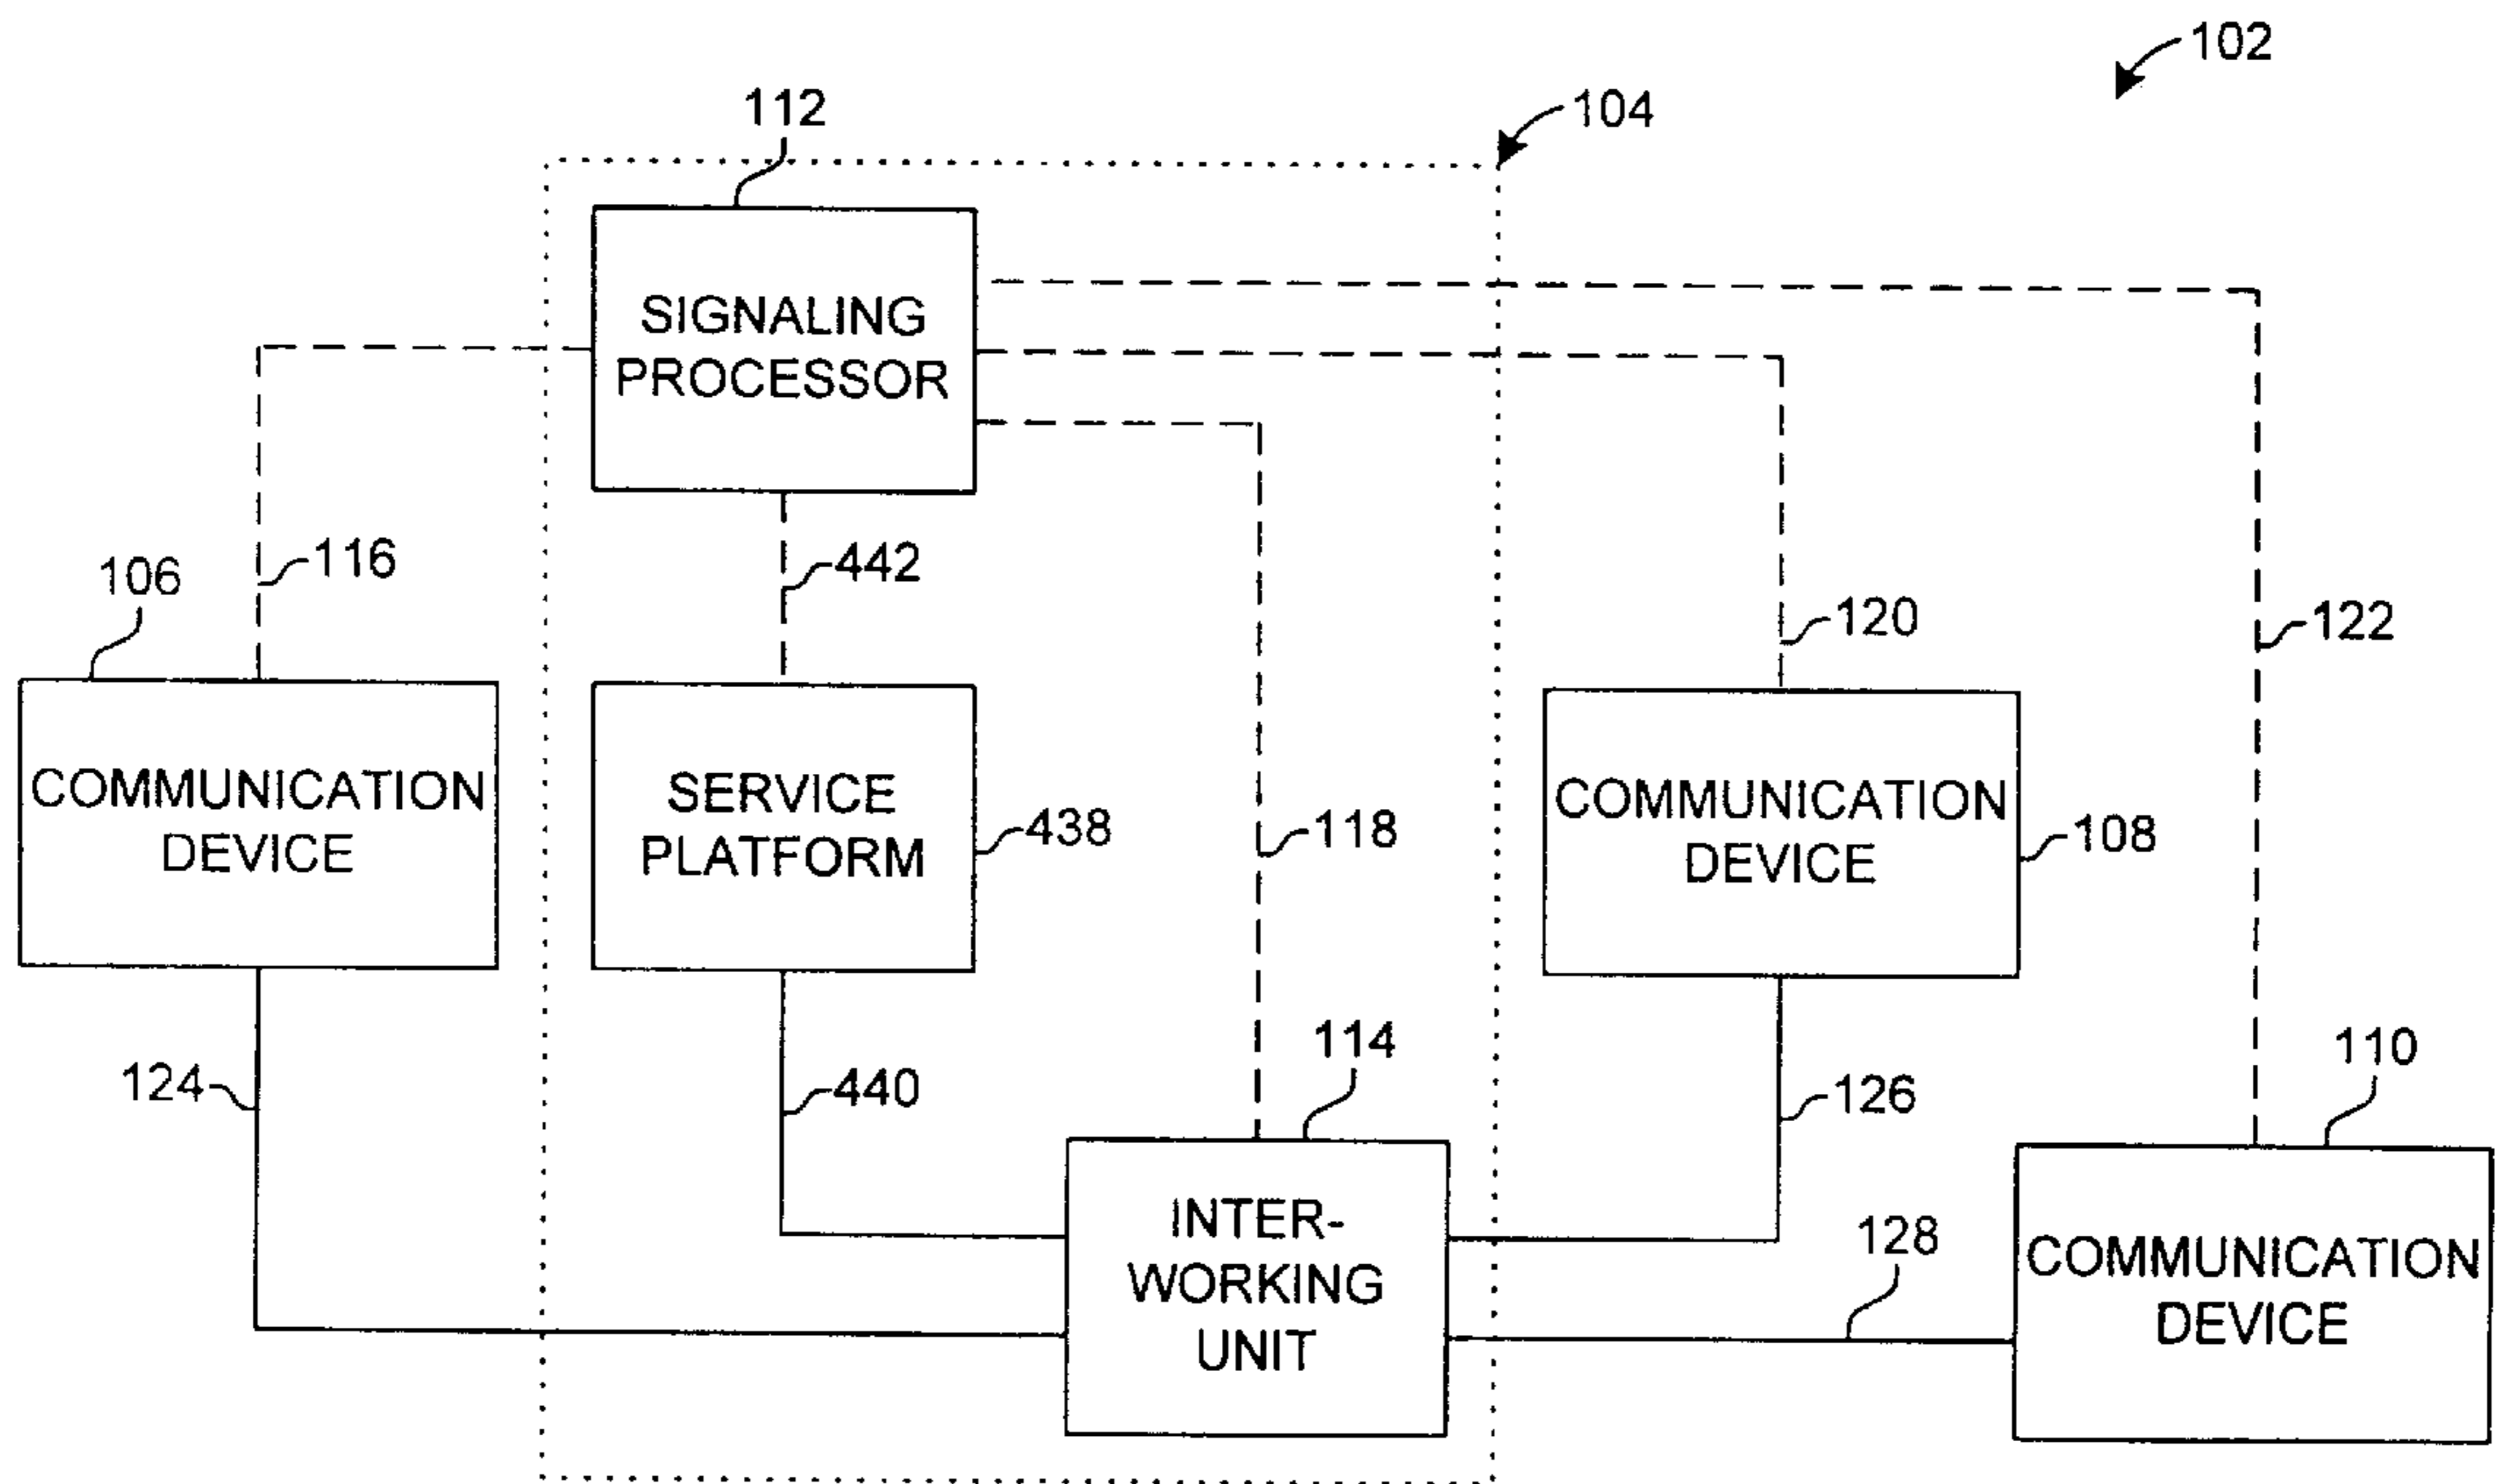 102
104
112
SIGNALING
PROCESSOR
116
442
106
120
122
COMMUNICATION
DEVICE
SERVICE
PLATFORM
438
118
COMMUNICATION
DEVICE
108
124
440
114
126
110
INTER-
WORKING
UNIT
128
COMMUNICATION
DEVICE